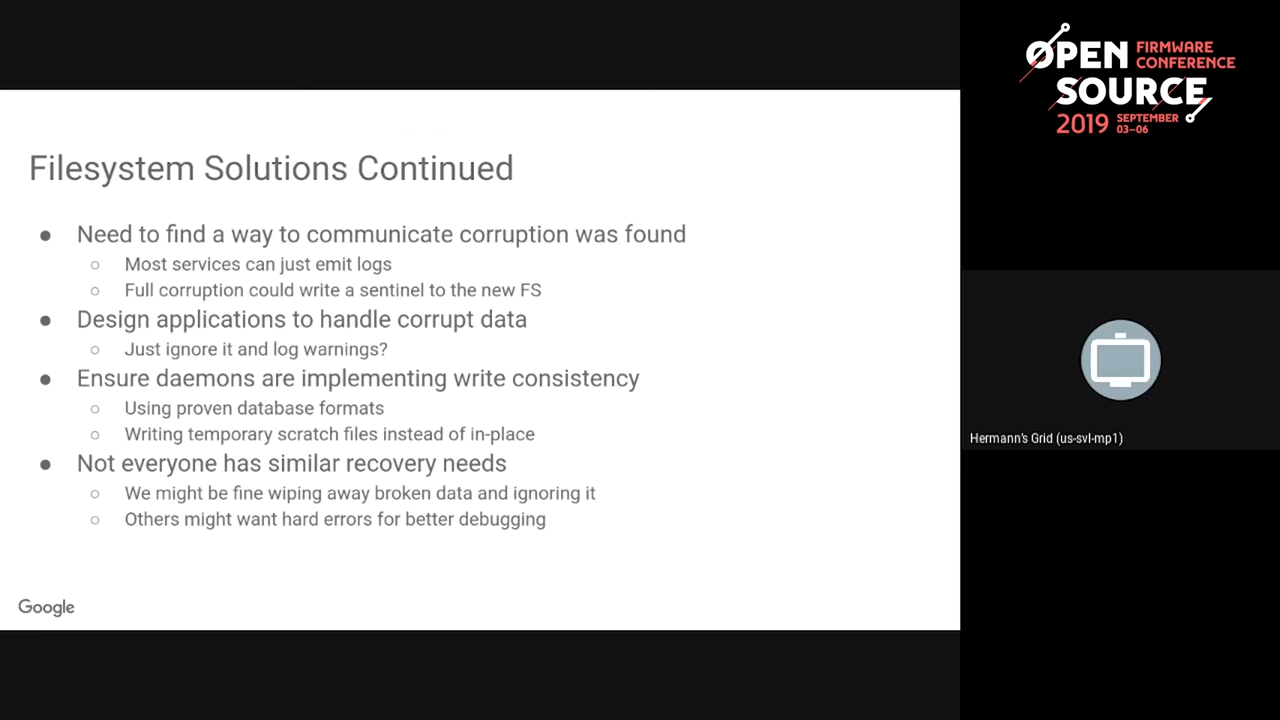 Filesystem Solutions Continued
● Need to find a way to communicate corruption was found
○ Most services can just emit logs
○ Full corruption could write a sentinel to the new FS
● Design applications to handle corrupt data
○ Just ignore it and log warnings?
● Ensure daemons are implementing write consistency
○ Using proven database formats
○ Writing temporary scratch files instead of in-place
● Not everyone has similar recovery needs
○ We might be fine wiping away broken data and ignoring it
○ Others might want hard errors for better debugging
Google
OPEN FIRMWARE
CONFERENCE
SOURCE
2019 SEPTEMBER
03–06
Hermann's Grid (us-svl-mp1)